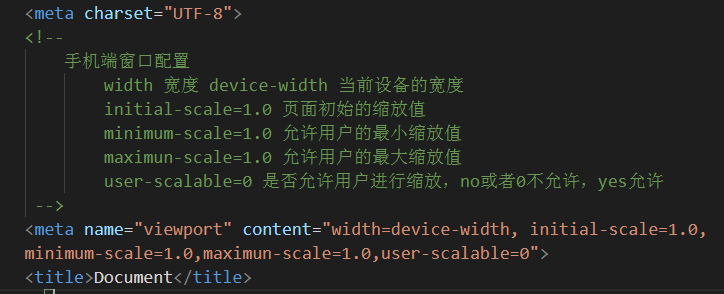 <meta charset="UTF-8">
<!--
手机端窗口配置
width 宽度 device-width 当前设备的宽度
initial-scale=1.0 页面初始的缩放值
minimun-scale=1.0 允许用户的最小缩放值
maximun-scale=1.0 允许用户的最大缩放值
user-scalable=0 是否允许用户进行缩放，no或者0不允许，yes允许
-->
<meta name="viewport" content="width=device-width, initial-scale=1.0,
minimum-scale=1.0,maximun-scale=1.0,user-scalable=0">
<title>Document</title>